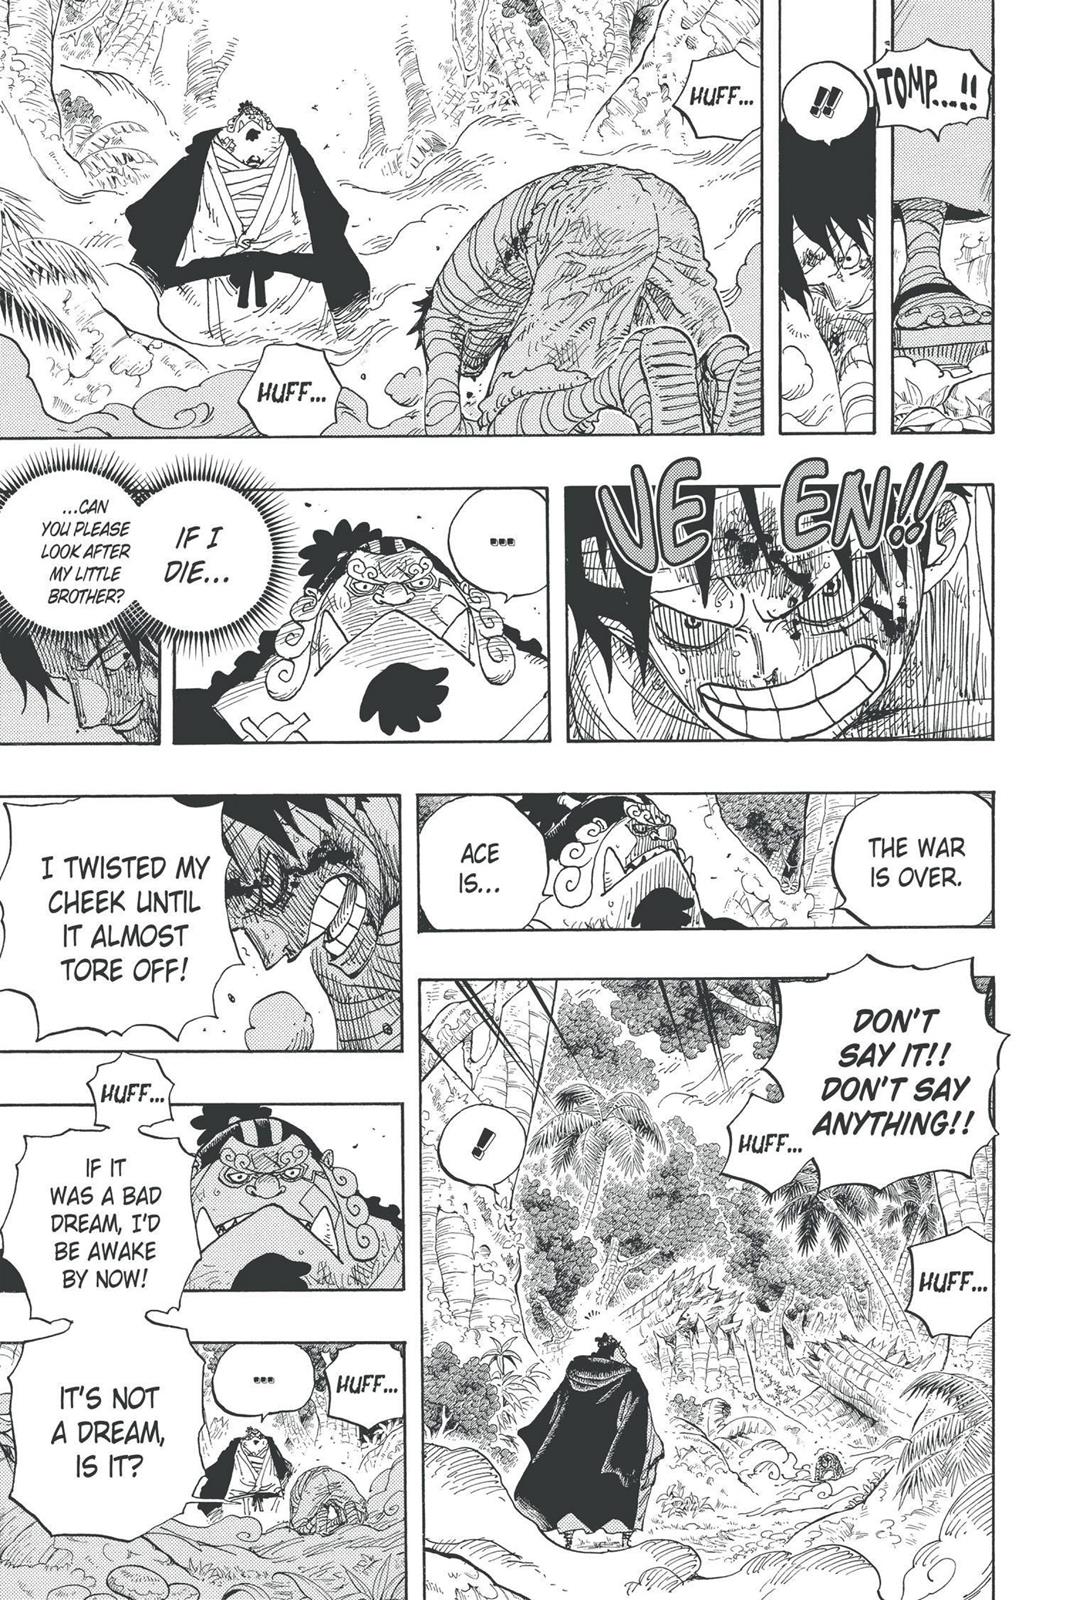 TOMP...!!
!!
HUFF...
HUFF...
VE EN!!
...
IF I
DIE...
...CAN
YOU PLEASE
LOOK AFTER
MY LITTLE
BROTHER?
THE WAR
IS OVER.
ACE
IS...
DON'T
SAY IT!!
DON'T SAY
ANYTHING!!
HUFF...
!!
HUFF...
I TWISTED MY
CHEEK UNTIL
IT ALMOST
TORE OFF!
HUFF...
IF IT
WAS A BAD
DREAM, I'D
BE AWAKE
BY NOW!
HUFF...
...
IT'S NOT
A DREAM,
IS IT?